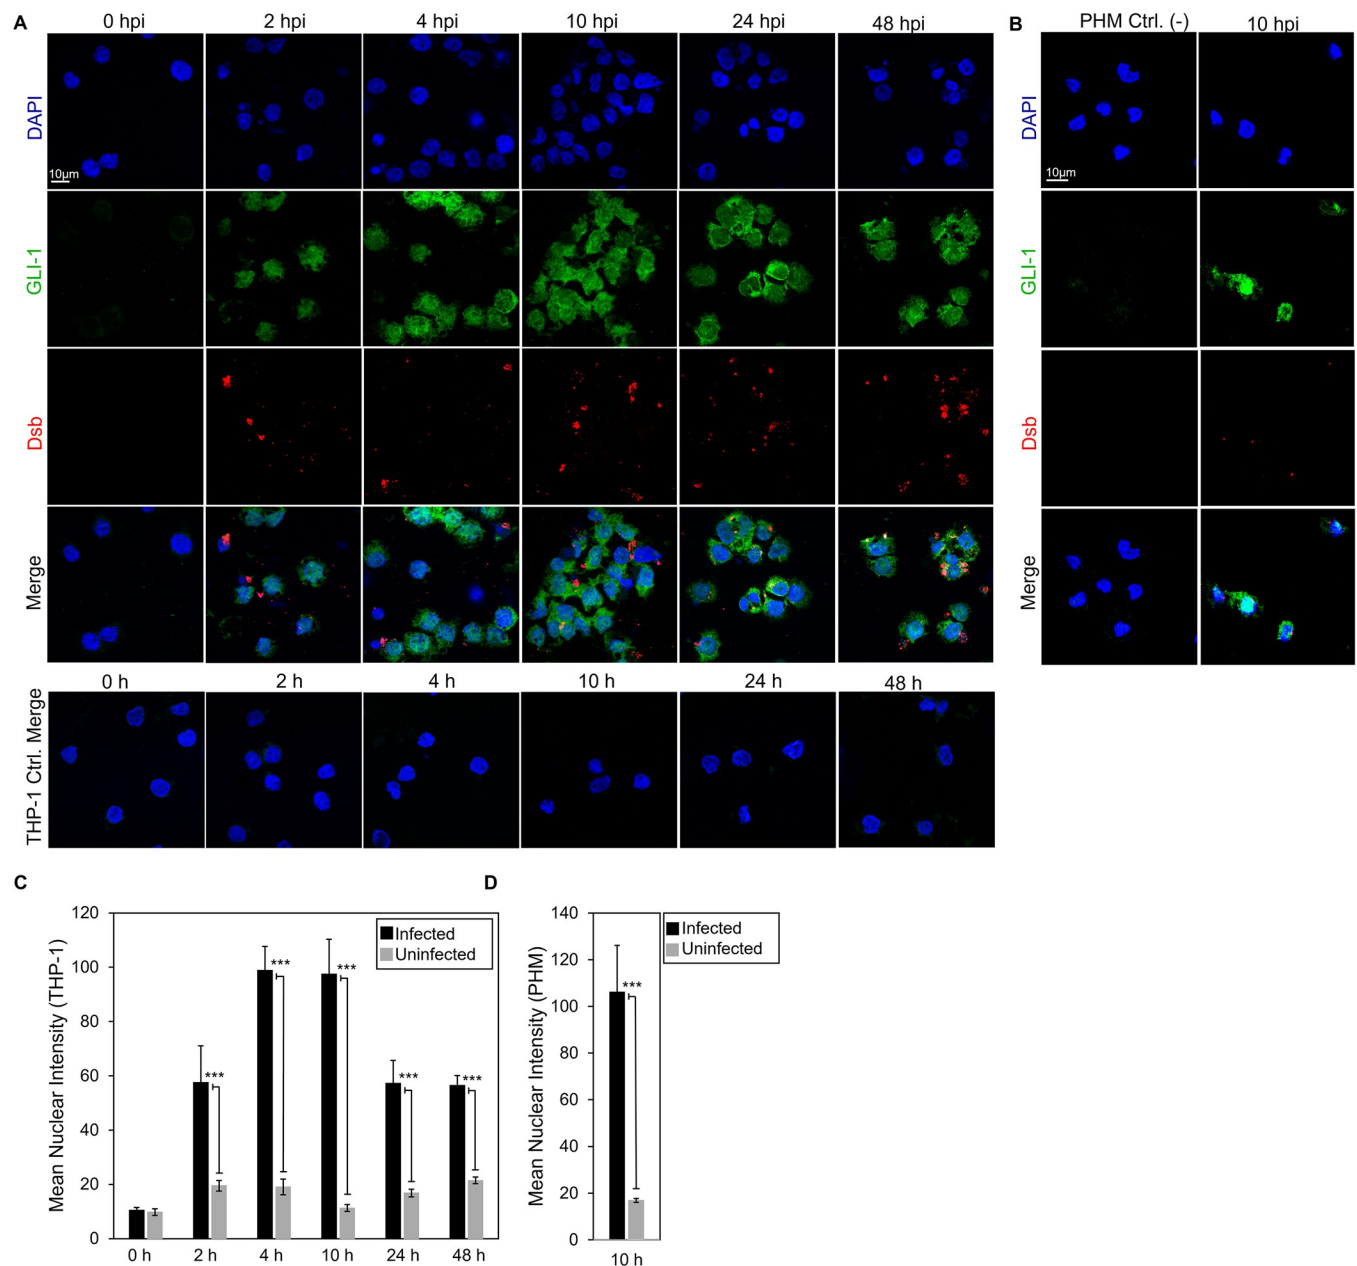 A
0 hpi 2 hpi 4 hpi 10 hpi 24 hpi 48 hpi
DAPI
10µm
GLI-1
Dsb
Merge
0 h 2 h 4 h 10 h 24 h 48 h
THP-1 Ctrl. Merge
B
PHM Ctrl. (-) 10 hpi
DAPI
10µm
GLI-1
Dsb
Merge
C
Mean Nuclear Intensity (THP-1)
120
100
80
60
40
20
0
Infected
Uninfected
*** *** *** *** ***
0 h 2 h 4 h 10 h 24 h 48 h
D
Mean Nuclear Intensity (PHM)
140
120
100
80
60
40
20
0
Infected
Uninfected
***
10 h